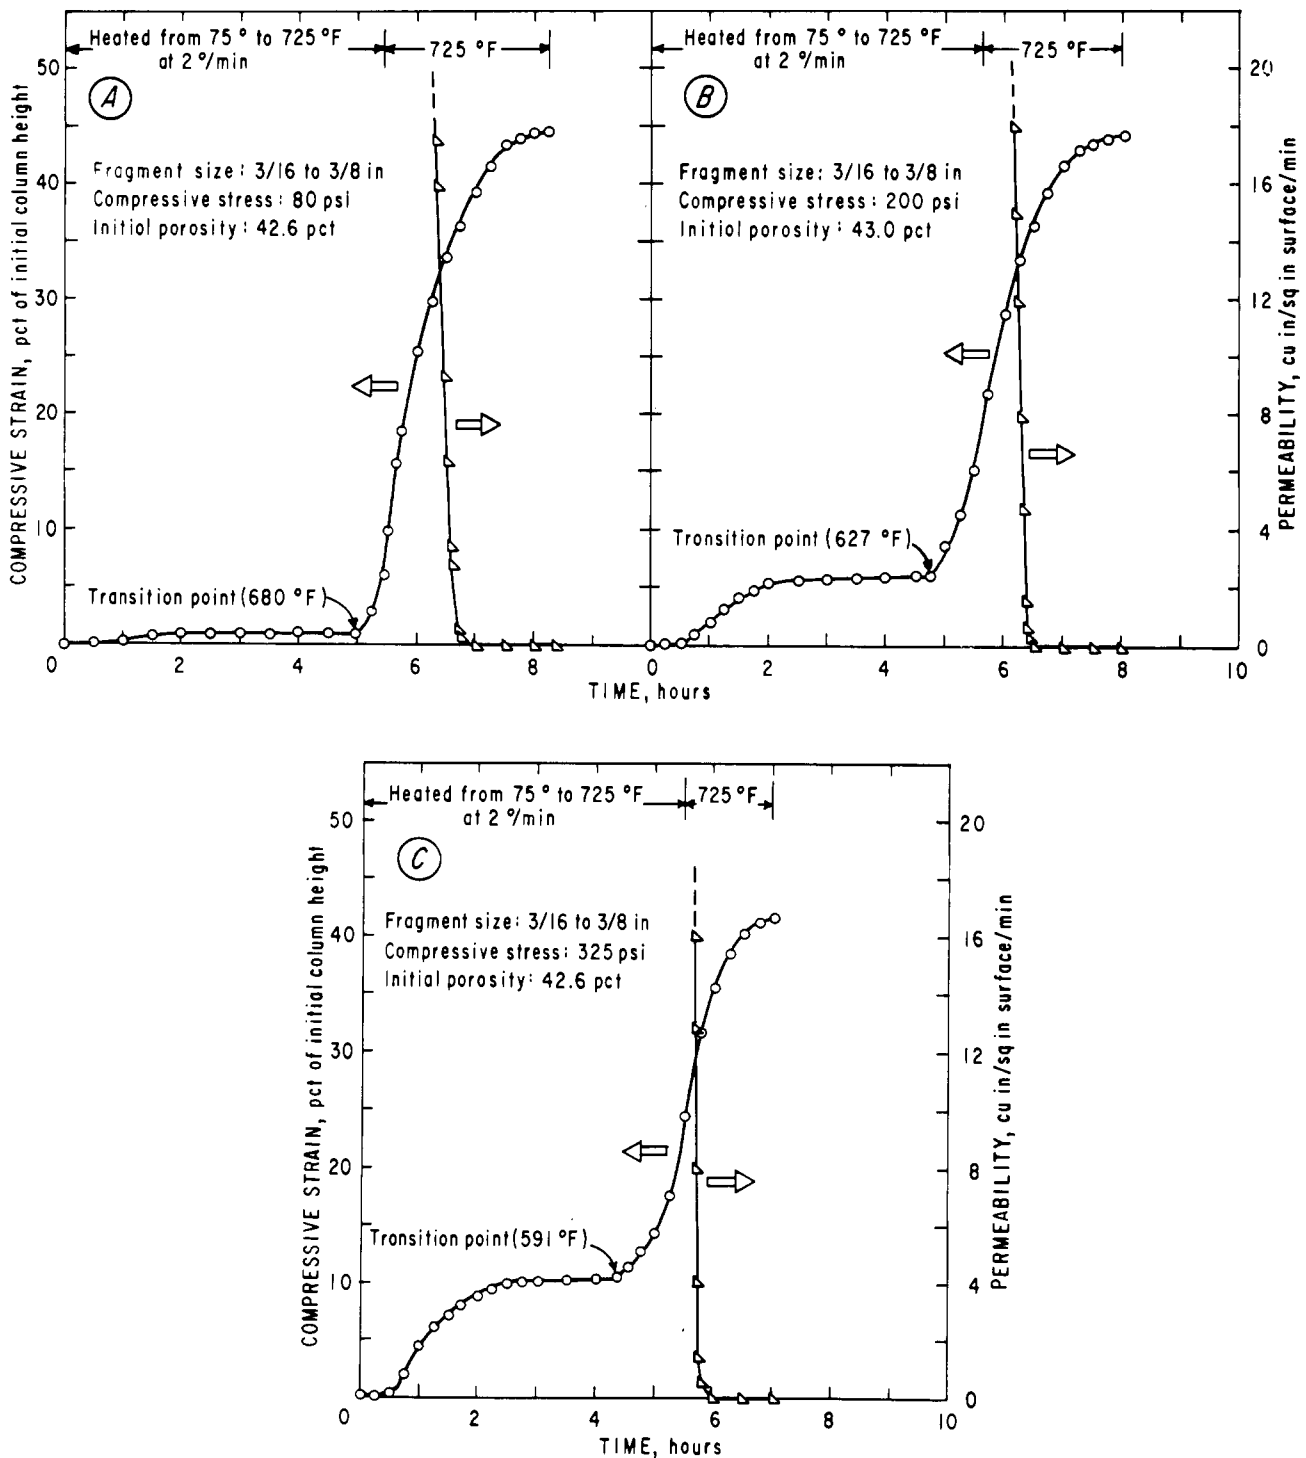 Heated from 75° to 725°F
at 2°/min
725 °F
A
Fragment size: 3/16 to 3/8 in
Compressive stress: 80 psi
Initial porosity: 42.6 pct
Transition point (680 °F)
COMPRESSIVE STRAIN, pct of initial column height
50
40
30
20
10
0
0 2 4 6 8
Heated from 75° to 725°F
at 2°/min
725 °F
B
Fragment size: 3/16 to 3/8 in
Compressive stress: 200 psi
Initial porosity: 43.0 pct
Transition point (627 °F)
20
16
12
8
4
0
PERMEABILITY, cu in/sq in surface/min
0 2 4 6 8 10
TIME, hours
Heated from 75° to 725 °F
at 2 °/min
725 °F
C
Fragment size: 3/16 to 3/8 in
Compressive stress: 325 psi
Initial porosity: 42.6 pct
Transition point (591 °F)
COMPRESSIVE STRAIN, pct of initial column height
50
40
30
20
10
0
20
16
12
8
4
0
PERMEABILITY, cu in/sq in surface/min
0 2 4 6 8 10
TIME, hours